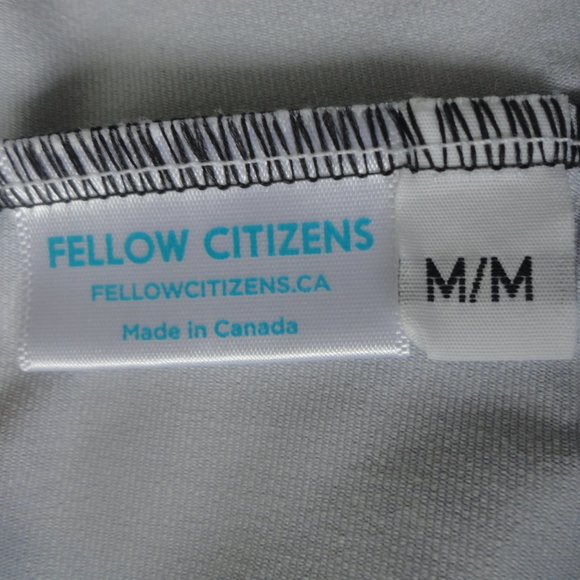 FELLOW CITIZENS
FELLOWCITIZENS.CA
Made in Canada
M/M